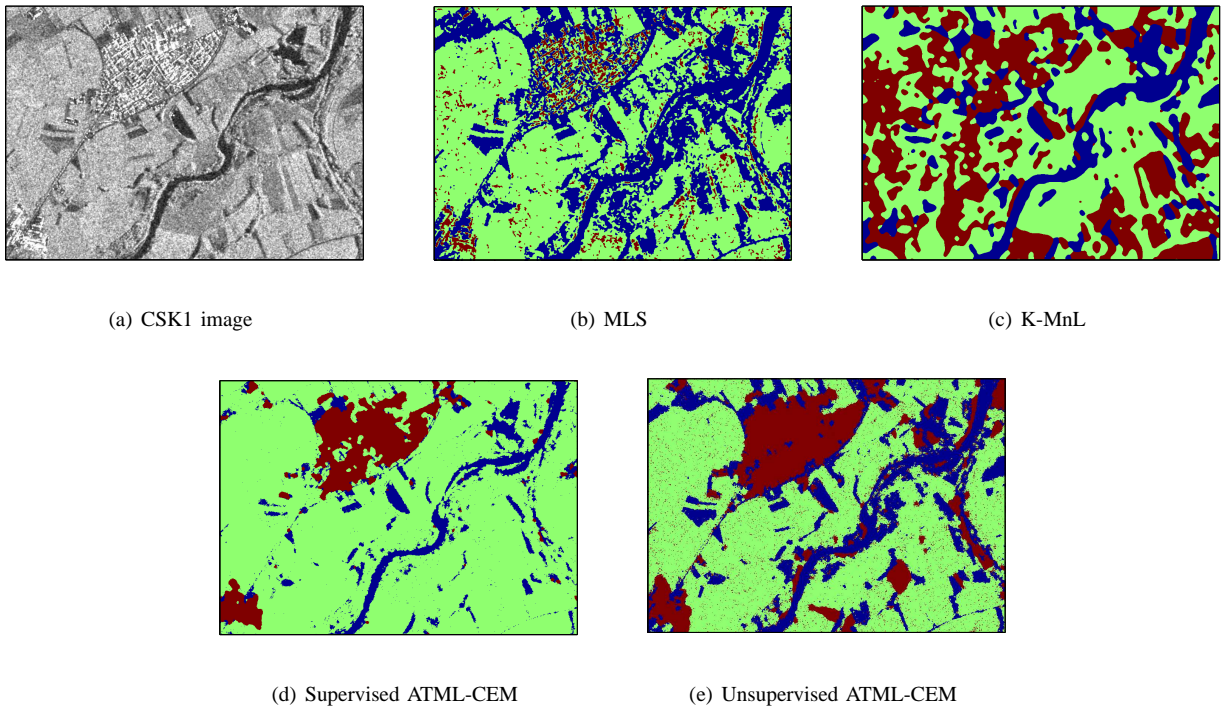 (a) CSK1 image
(b) MLS
(c) K-MnL
(d) Supervised ATML-CEM
(e) Unsupervised ATML-CEM